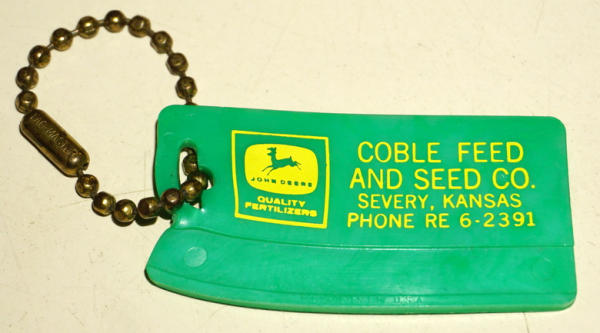 JOHN DEERE
QUALITY
FERTILIZERS
COBLE FEED
AND SEED CO.
SEVERY, KANSAS
PHONE RE 6-2391